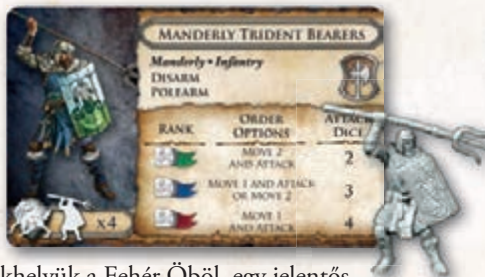 MANDERLY TRIDENT BEARERS
Manderly • Infantry
DISARM
POLEARM
RANK
ORDER OPTIONS
ATTACK DICE
MOVE 2 AND ATTACK
2
MOVE 1 AND ATTACK OR MOVE 2
3
MOVE 1 AND ATTACK
4
x4
a Fehér Öböl, egy jelentős